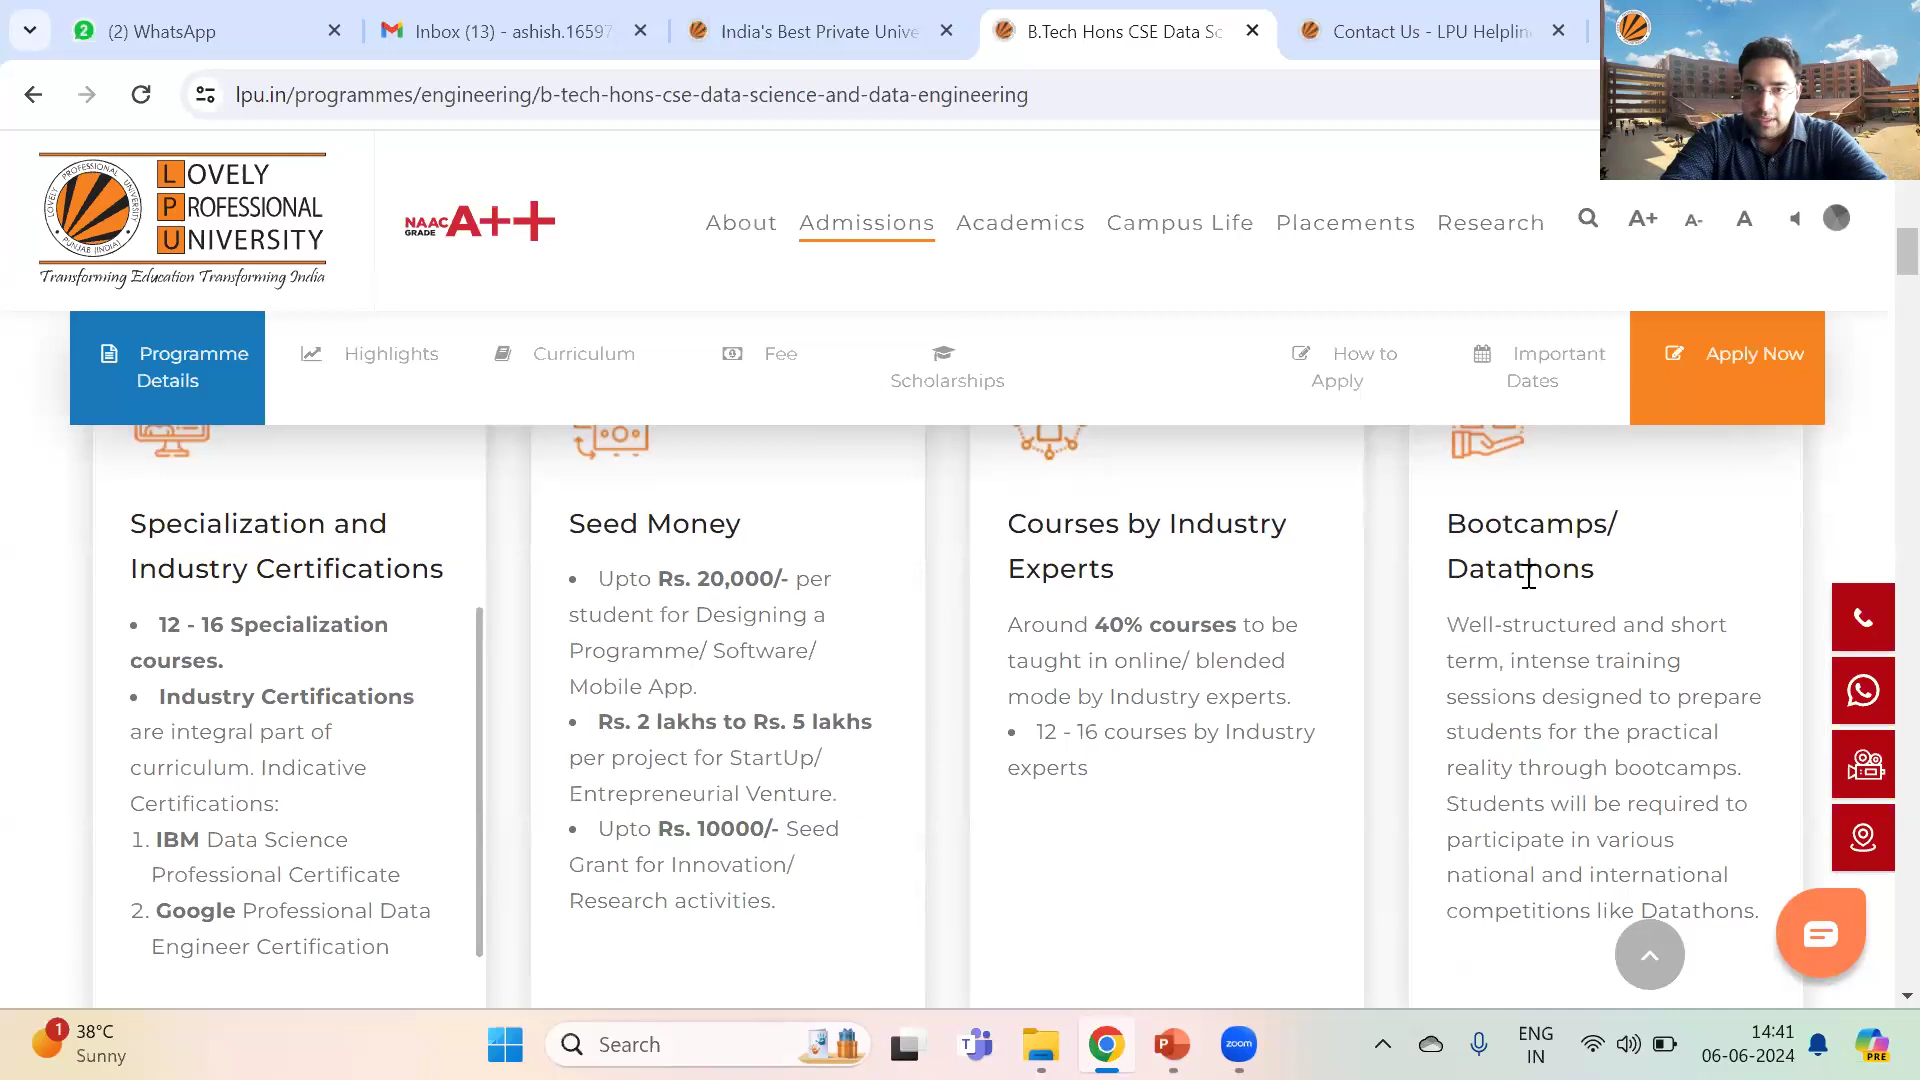 2 (2) WhatsApp
Inbox (13) - ashish.16597
India's Best Private Unive
B.Tech Hons CSE Data Sc
Contact Us - LPU Helplin
lpu.in/programmes/engineering/b-tech-hons-cse-data-science-and-data-engineering
LOVELY PROFESSIONAL UNIVERSITY
PUNJAB (INDIA)
LOVELY
PROFESSIONAL
UNIVERSITY
Transforming Education Transforming India
NAAC GRADE A++
About Admissions Academics Campus Life Placements Research A+ A- A
Programme Details
Highlights
Curriculum
Fee
Scholarships
How to Apply
Important Dates
Apply Now
Specialization and
Industry Certifications
• 12 - 16 Specialization
courses.
• Industry Certifications
are integral part of
curriculum. Indicative
Certifications:
1. IBM Data Science
Professional Certificate
2. Google Professional Data
Engineer Certification
Seed Money
• Upto Rs. 20,000/- per
student for Designing a
Programme/ Software/
Mobile App.
• Rs. 2 lakhs to Rs. 5 lakhs
per project for StartUp/
Entrepreneurial Venture.
• Upto Rs. 10000/- Seed
Grant for Innovation/
Research activities.
Courses by Industry
Experts
Around 40% courses to be
taught in online/ blended
mode by Industry experts.
• 12 - 16 courses by Industry
experts
Bootcamps/
Datathons
Well-structured and short
term, intense training
sessions designed to prepare
students for the practical
reality through bootcamps.
Students will be required to
participate in various
national and international
competitions like Datathons.
1
38°C
Sunny
Search
T
P
zoom
ENG
IN
14:41
06-06-2024
PRE